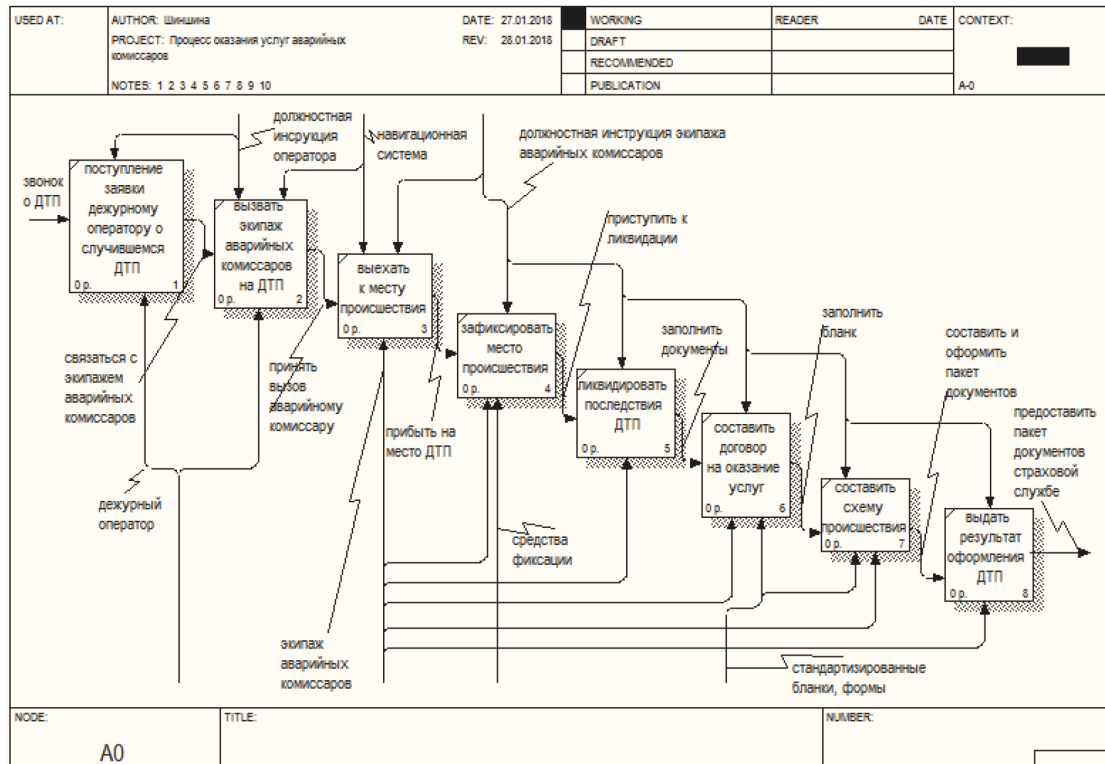 USED AT:
AUTHOR: Шиншина
DATE: 27.01.2018
WORKING
READER
DATE
CONTEXT:
PROJECT: Процесс оказания услуг аварийных
комиссаров
REV: 28.01.2018
DRAFT
RECOMMENDED
NOTES: 1 2 3 4 5 6 7 8 9 10
PUBLICATION
A-0
должностная
инсрукция
оператора
навигационная
система
должностная инструкция экипажа
аварийных комиссаров
звонок
о ДТП
поступление
заявки
дежурному
оператору о
случившемся
ДТП
0 р. 1
вызвать
экипаж
аварийных
комиссаров
на ДТП
0 р. 2
выехать
к месту
происшествия
0 р. 3
приступить к
ликвидации
зафиксировать
место
происшествия
0 р. 4
заполнить
документы
заполнить
бланк
составить и
оформить
пакет
документов
связаться с
экипажем
аварийных
комиссаров
принять
вызов
аварийному
комиссару
прибыть на
место ДТП
ликвидировать
последствия
ДТП
0 р. 5
составить
договор
на оказание
услуг
0 р. 6
предоставить
пакет
документов
страховой
службе
составить
схему
происшествия
0 р. 7
выдать
результат
оформления
ДТП
0 р. 8
дежурный
оператор
средства
фиксации
экипаж
аварийных
комиссаров
стандартизированные
бланки, формы
NODE:
TITLE:
NUMBER:
A0